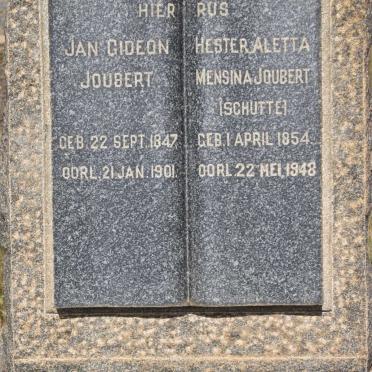 HIER RUS
JAN GIDEON
JOUBERT
GEB. 22 SEPT. 1847
OORL. 21 JAN. 1901.
HESTER ALETTA
MENSINA JOUBERT
[SCHUTTE]
GEB. 1 APRIL 1854.
OORL. 22 MEI. 1948